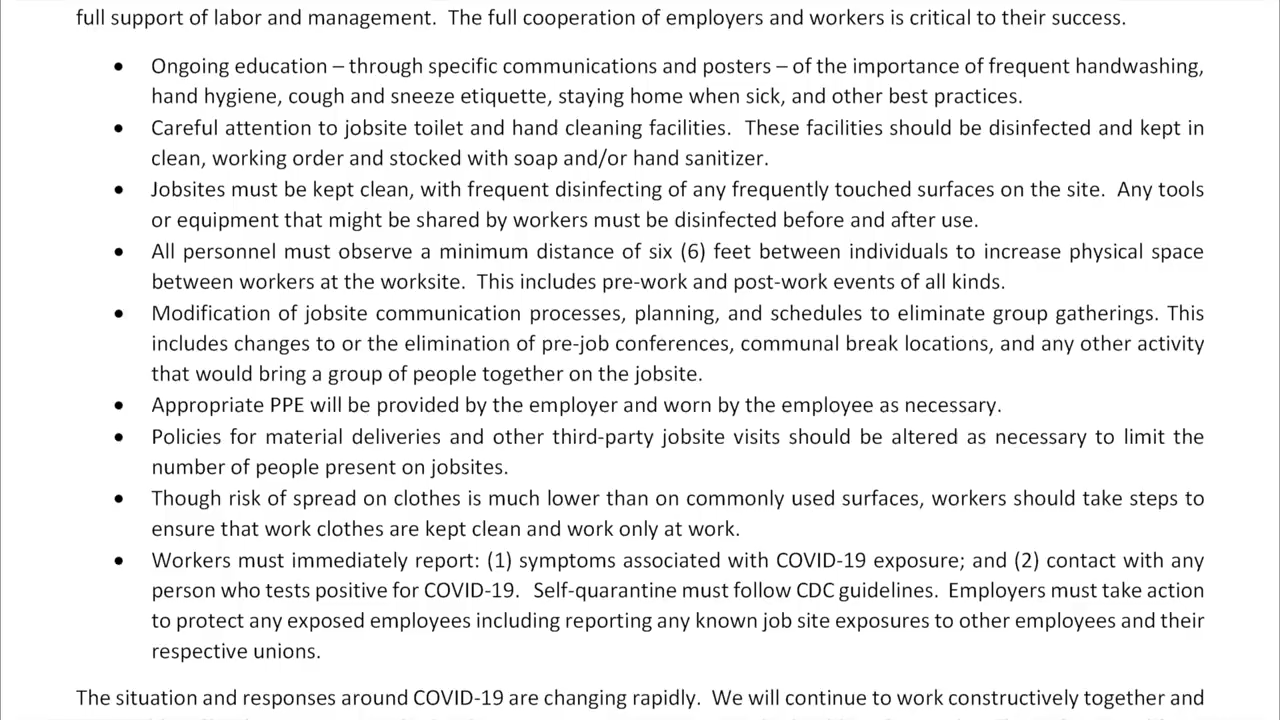 full support of labor and management.  The full cooperation of employers and workers is critical to their success.
• Ongoing education – through specific communications and posters – of the importance of frequent handwashing,
hand hygiene, cough and sneeze etiquette, staying home when sick, and other best practices.
• Careful attention to jobsite toilet and hand cleaning facilities.  These facilities should be disinfected and kept in
clean, working order and stocked with soap and/or hand sanitizer.
• Jobsites must be kept clean, with frequent disinfecting of any frequently touched surfaces on the site.  Any tools
or equipment that might be shared by workers must be disinfected before and after use.
• All personnel must observe a minimum distance of six (6) feet between individuals to increase physical space
between workers at the worksite.  This includes pre-work and post-work events of all kinds.
• Modification of jobsite communication processes, planning, and schedules to eliminate group gatherings. This
includes changes to or the elimination of pre-job conferences, communal break locations, and any other activity
that would bring a group of people together on the jobsite.
• Appropriate PPE will be provided by the employer and worn by the employee as necessary.
• Policies for material deliveries and other third-party jobsite visits should be altered as necessary to limit the
number of people present on jobsites.
• Though risk of spread on clothes is much lower than on commonly used surfaces, workers should take steps to
ensure that work clothes are kept clean and work only at work.
• Workers must immediately report: (1) symptoms associated with COVID-19 exposure; and (2) contact with any
person who tests positive for COVID-19.  Self-quarantine must follow CDC guidelines.  Employers must take action
to protect any exposed employees including reporting any known job site exposures to other employees and their
respective unions.
The situation and responses around COVID-19 are changing rapidly.  We will continue to work constructively together and